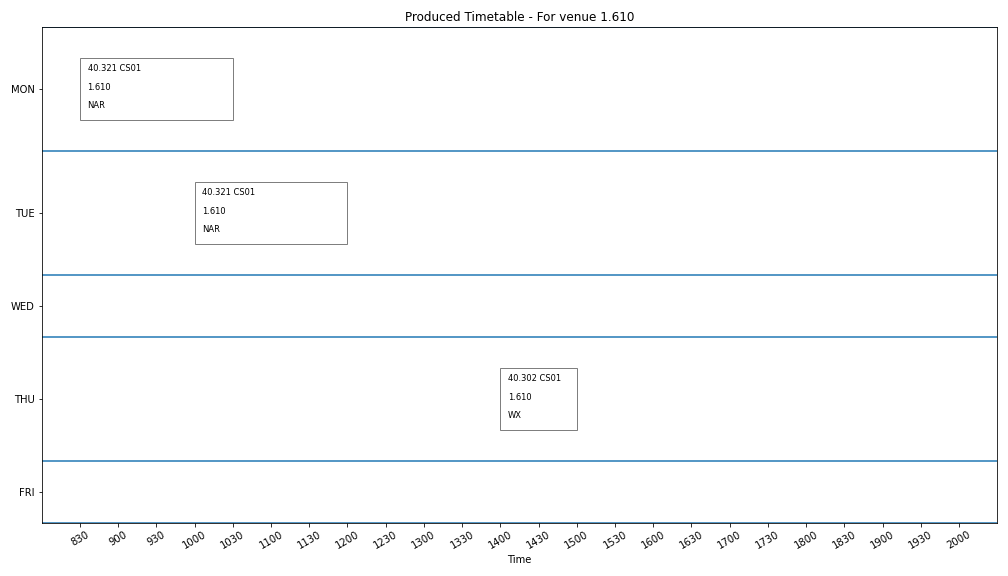 Produced Timetable - For venue 1.610
MON
40.321 CS01
1.610
NAR
TUE
40.321 CS01
1.610
NAR
WED
THU
40.302 CS01
1.610
WX
FRI
830 900 930 1000 1030 1100 1130 1200 1230 1300 1330 1400 1430 1500 1530 1600 1630 1700 1730 1800 1830 1900 1930 2000
Time